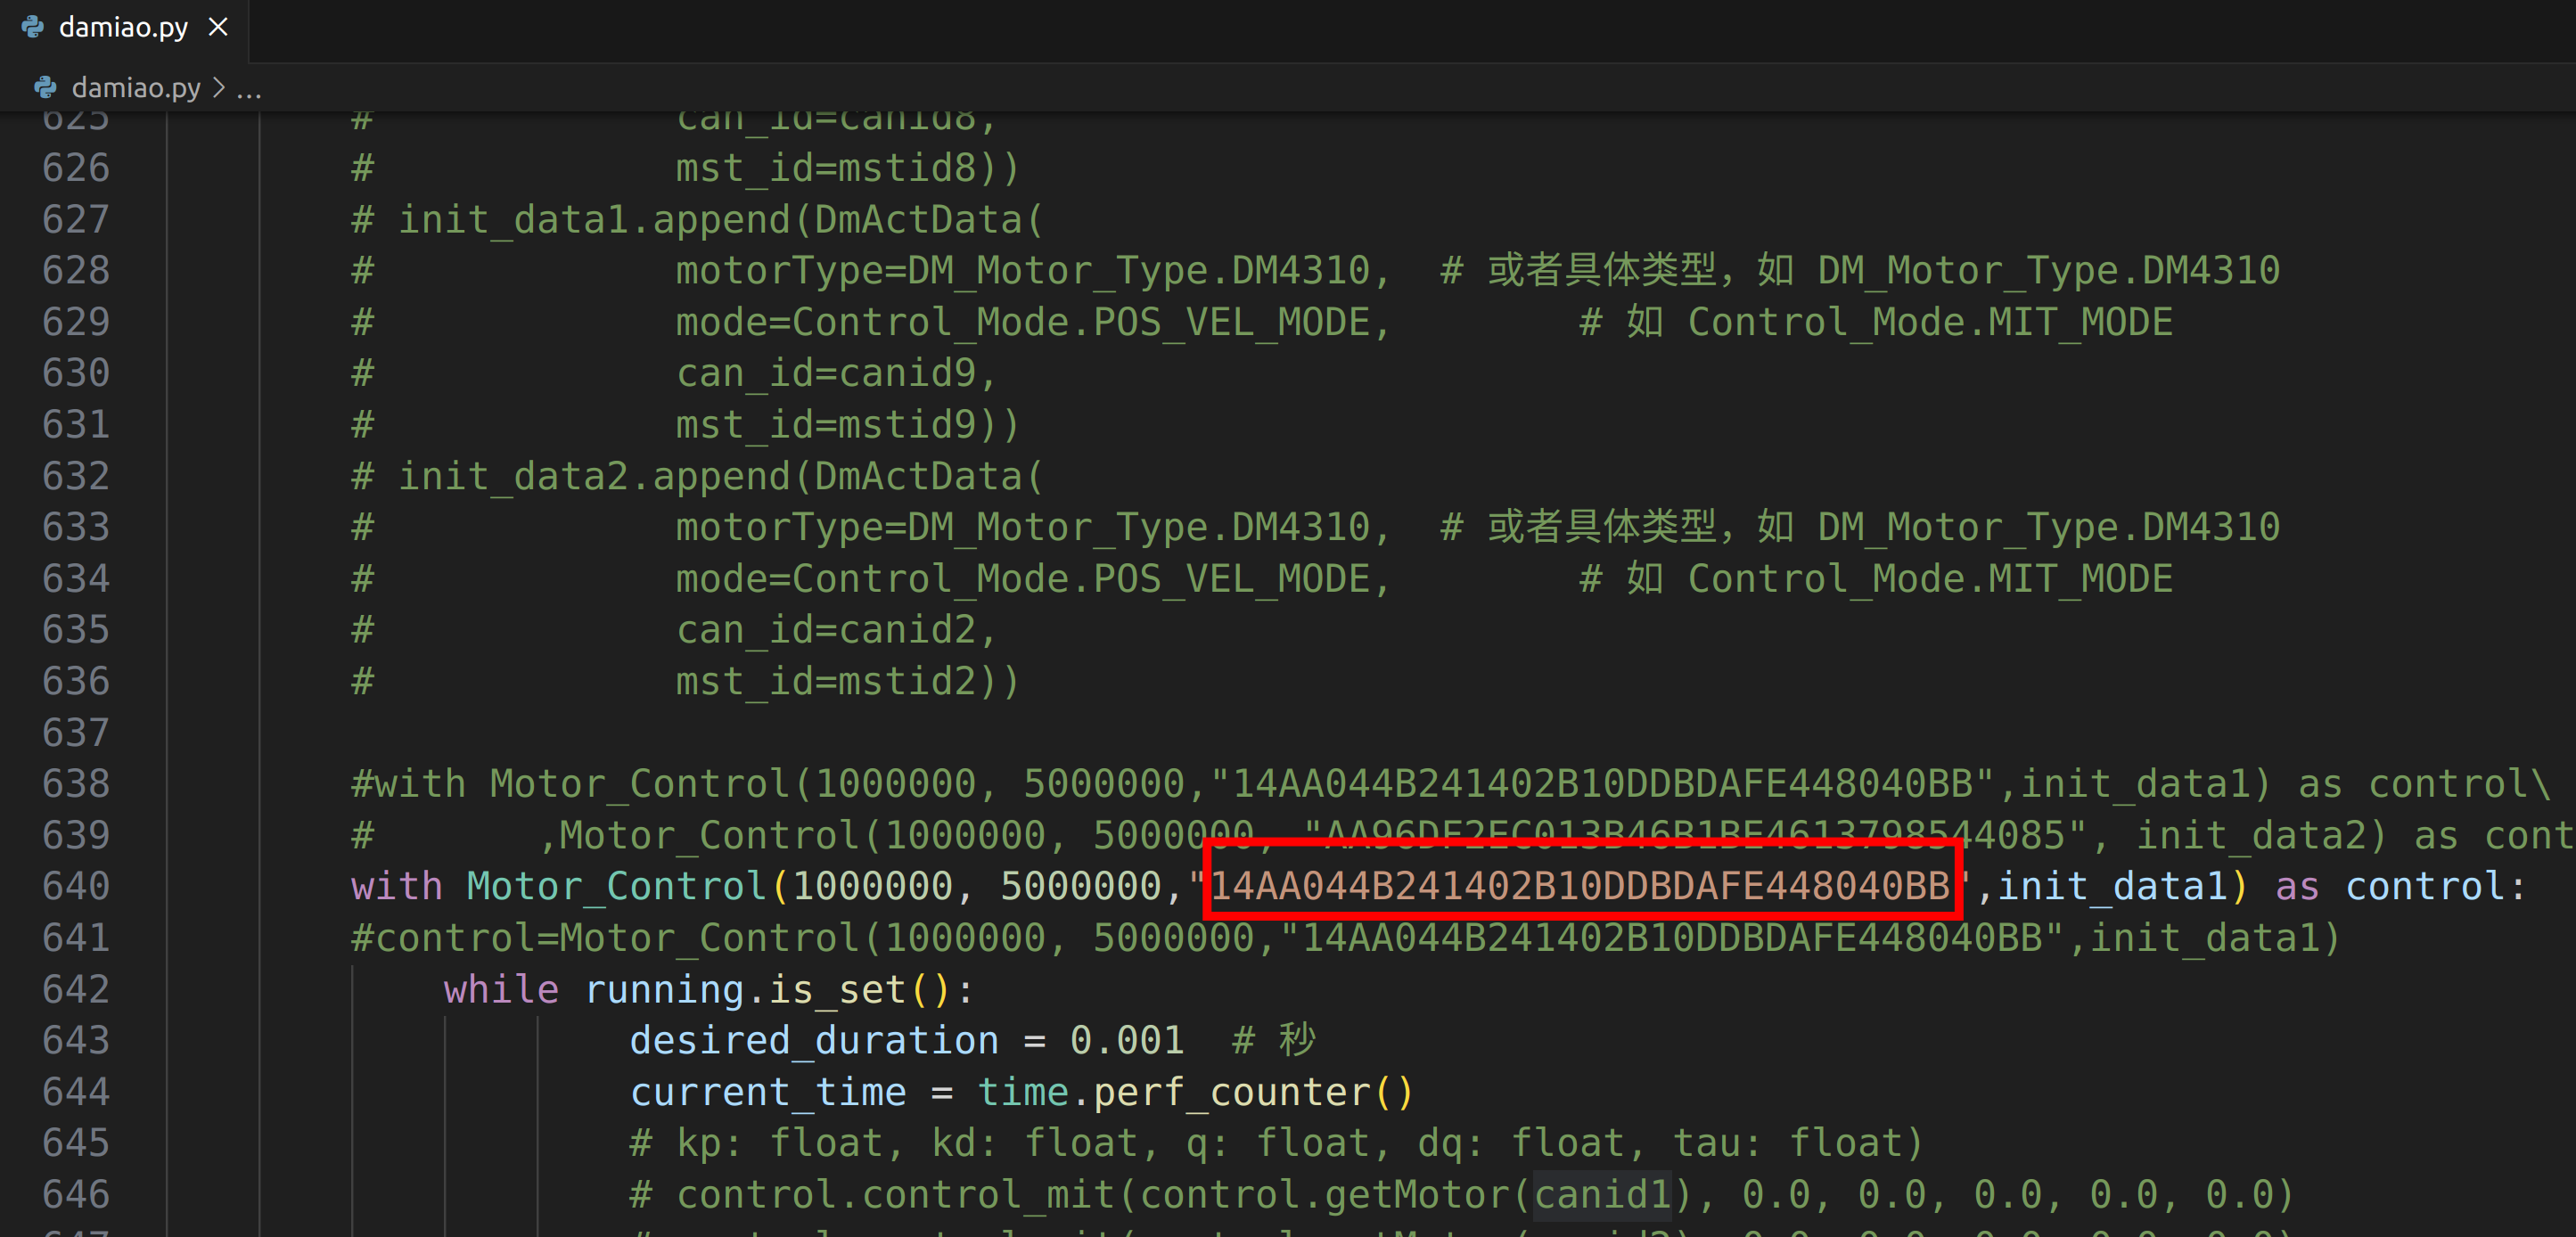 damiao.py
damiao.py > ...
625 # can_id=canid8,
626 # mst_id=mstid8))
627 # init_data1.append(DmActData(
628 # motorType=DM_Motor_Type.DM4310, # 或者具体类型，如 DM_Motor_Type.DM4310
629 # mode=Control_Mode.POS_VEL_MODE, # 如 Control_Mode.MIT_MODE
630 # can_id=canid9,
631 # mst_id=mstid9))
632 # init_data2.append(DmActData(
633 # motorType=DM_Motor_Type.DM4310, # 或者具体类型，如 DM_Motor_Type.DM4310
634 # mode=Control_Mode.POS_VEL_MODE, # 如 Control_Mode.MIT_MODE
635 # can_id=canid2,
636 # mst_id=mstid2))
637
638 #with Motor_Control(1000000, 5000000,"14AA044B241402B10DDBDAFE448040BB",init_data1) as control\
639 # ,Motor_Control(1000000, 5000000, "AA96DF2EC013B46B1BE4613798544085", init_data2) as cont
640 with Motor_Control(1000000, 5000000,"14AA044B241402B10DDBDAFE448040BB",init_data1) as control:
641 #control=Motor_Control(1000000, 5000000,"14AA044B241402B10DDBDAFE448040BB",init_data1)
642 while running.is_set():
643 desired_duration = 0.001 # 秒
644 current_time = time.perf_counter()
645 # kp: float, kd: float, q: float, dq: float, tau: float)
646 # control.control_mit(control.getMotor(canid1), 0.0, 0.0, 0.0, 0.0, 0.0)